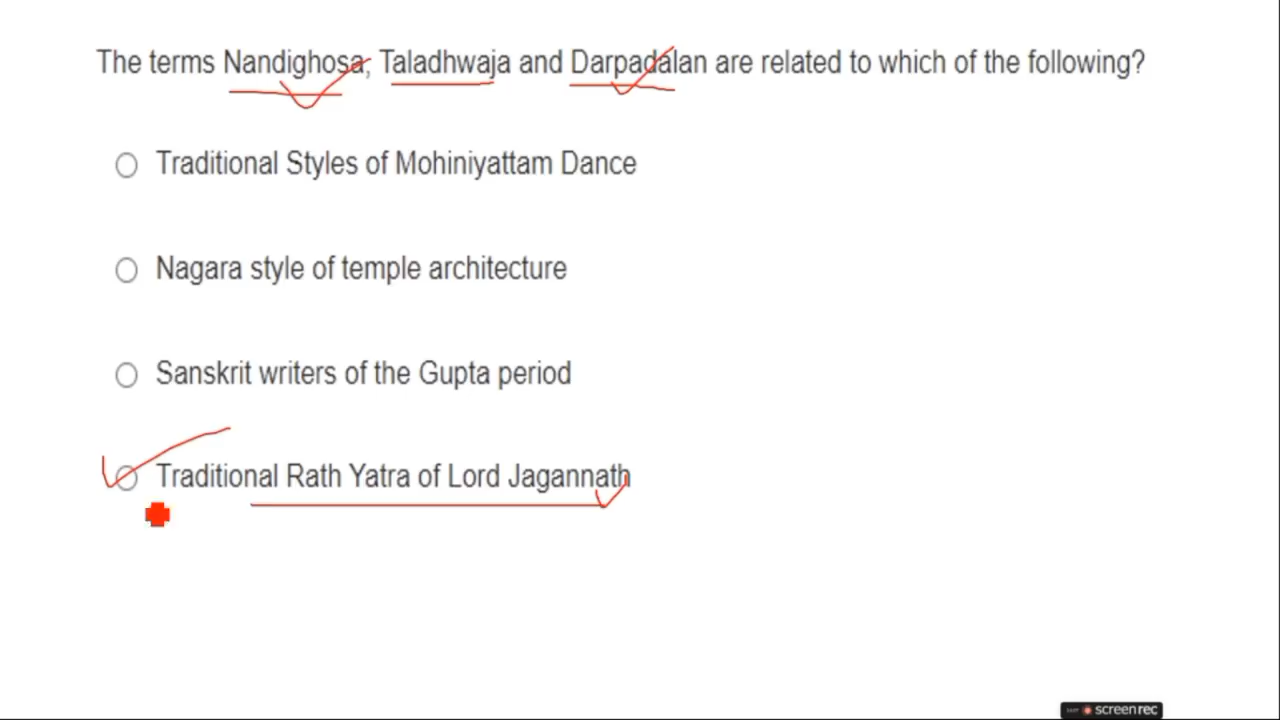 The terms Nandighosa, Taladhwaja and Darpadalan are related to which of the following?
Traditional Styles of Mohiniyattam Dance
Nagara style of temple architecture
Sanskrit writers of the Gupta period
Traditional Rath Yatra of Lord Jagannath
screenrec